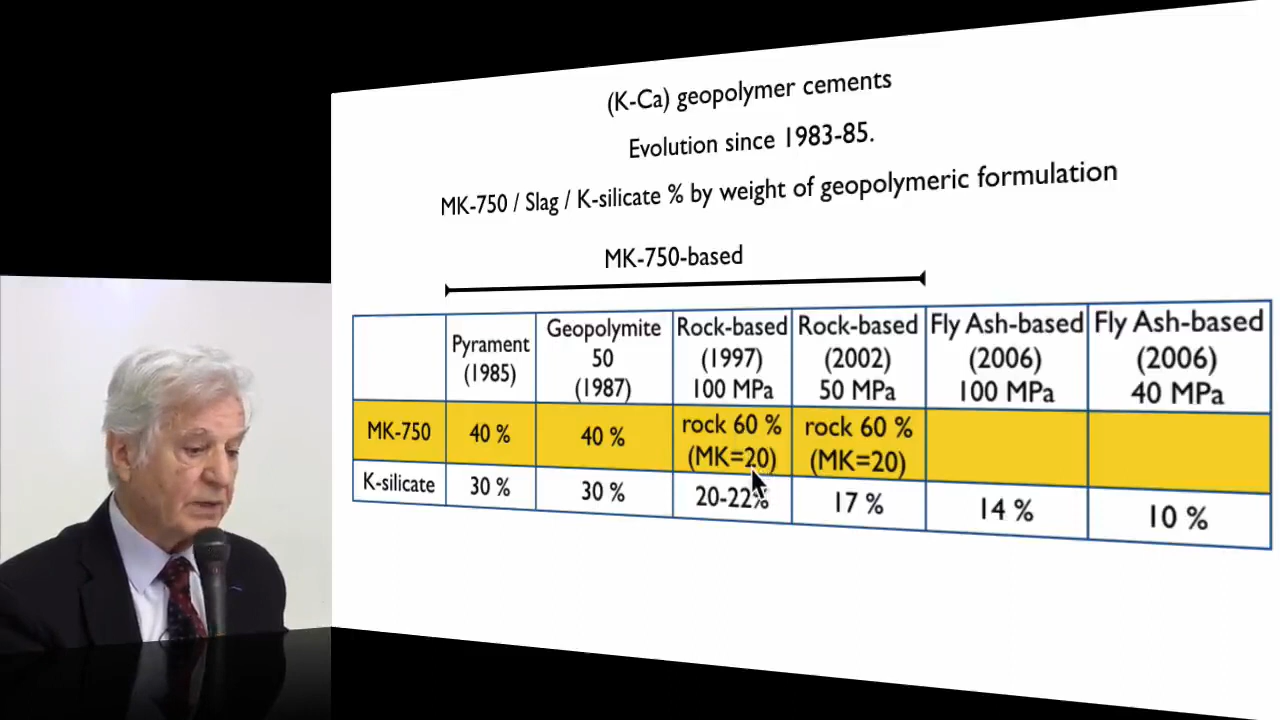 (K-Ca) geopolymer cements
Evolution since 1983-85.
MK-750 / Slag / K-silicate % by weight of geopolymeric formulation
MK-750-based
Pyrament
(1985)
Geopolymite
50
(1987)
Rock-based
(1997)
100 MPa
Rock-based
(2002)
50 MPa
Fly Ash-based
(2006)
100 MPa
Fly Ash-based
(2006)
40 MPa
MK-750
40 %
40 %
rock 60 %
(MK=20)
rock 60 %
(MK=20)
K-silicate
30 %
30 %
20-22%
17 %
14 %
10 %